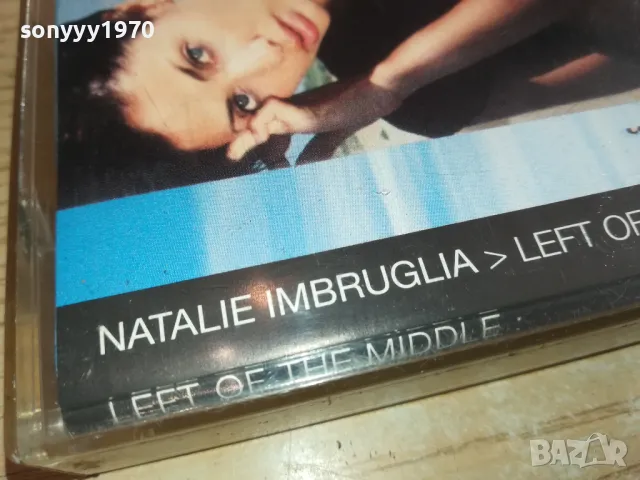 sonyyy1970
NATALIE IMBRUGLIA > LEFT OF
LEFT OF THE MIDDLE
BAZAR